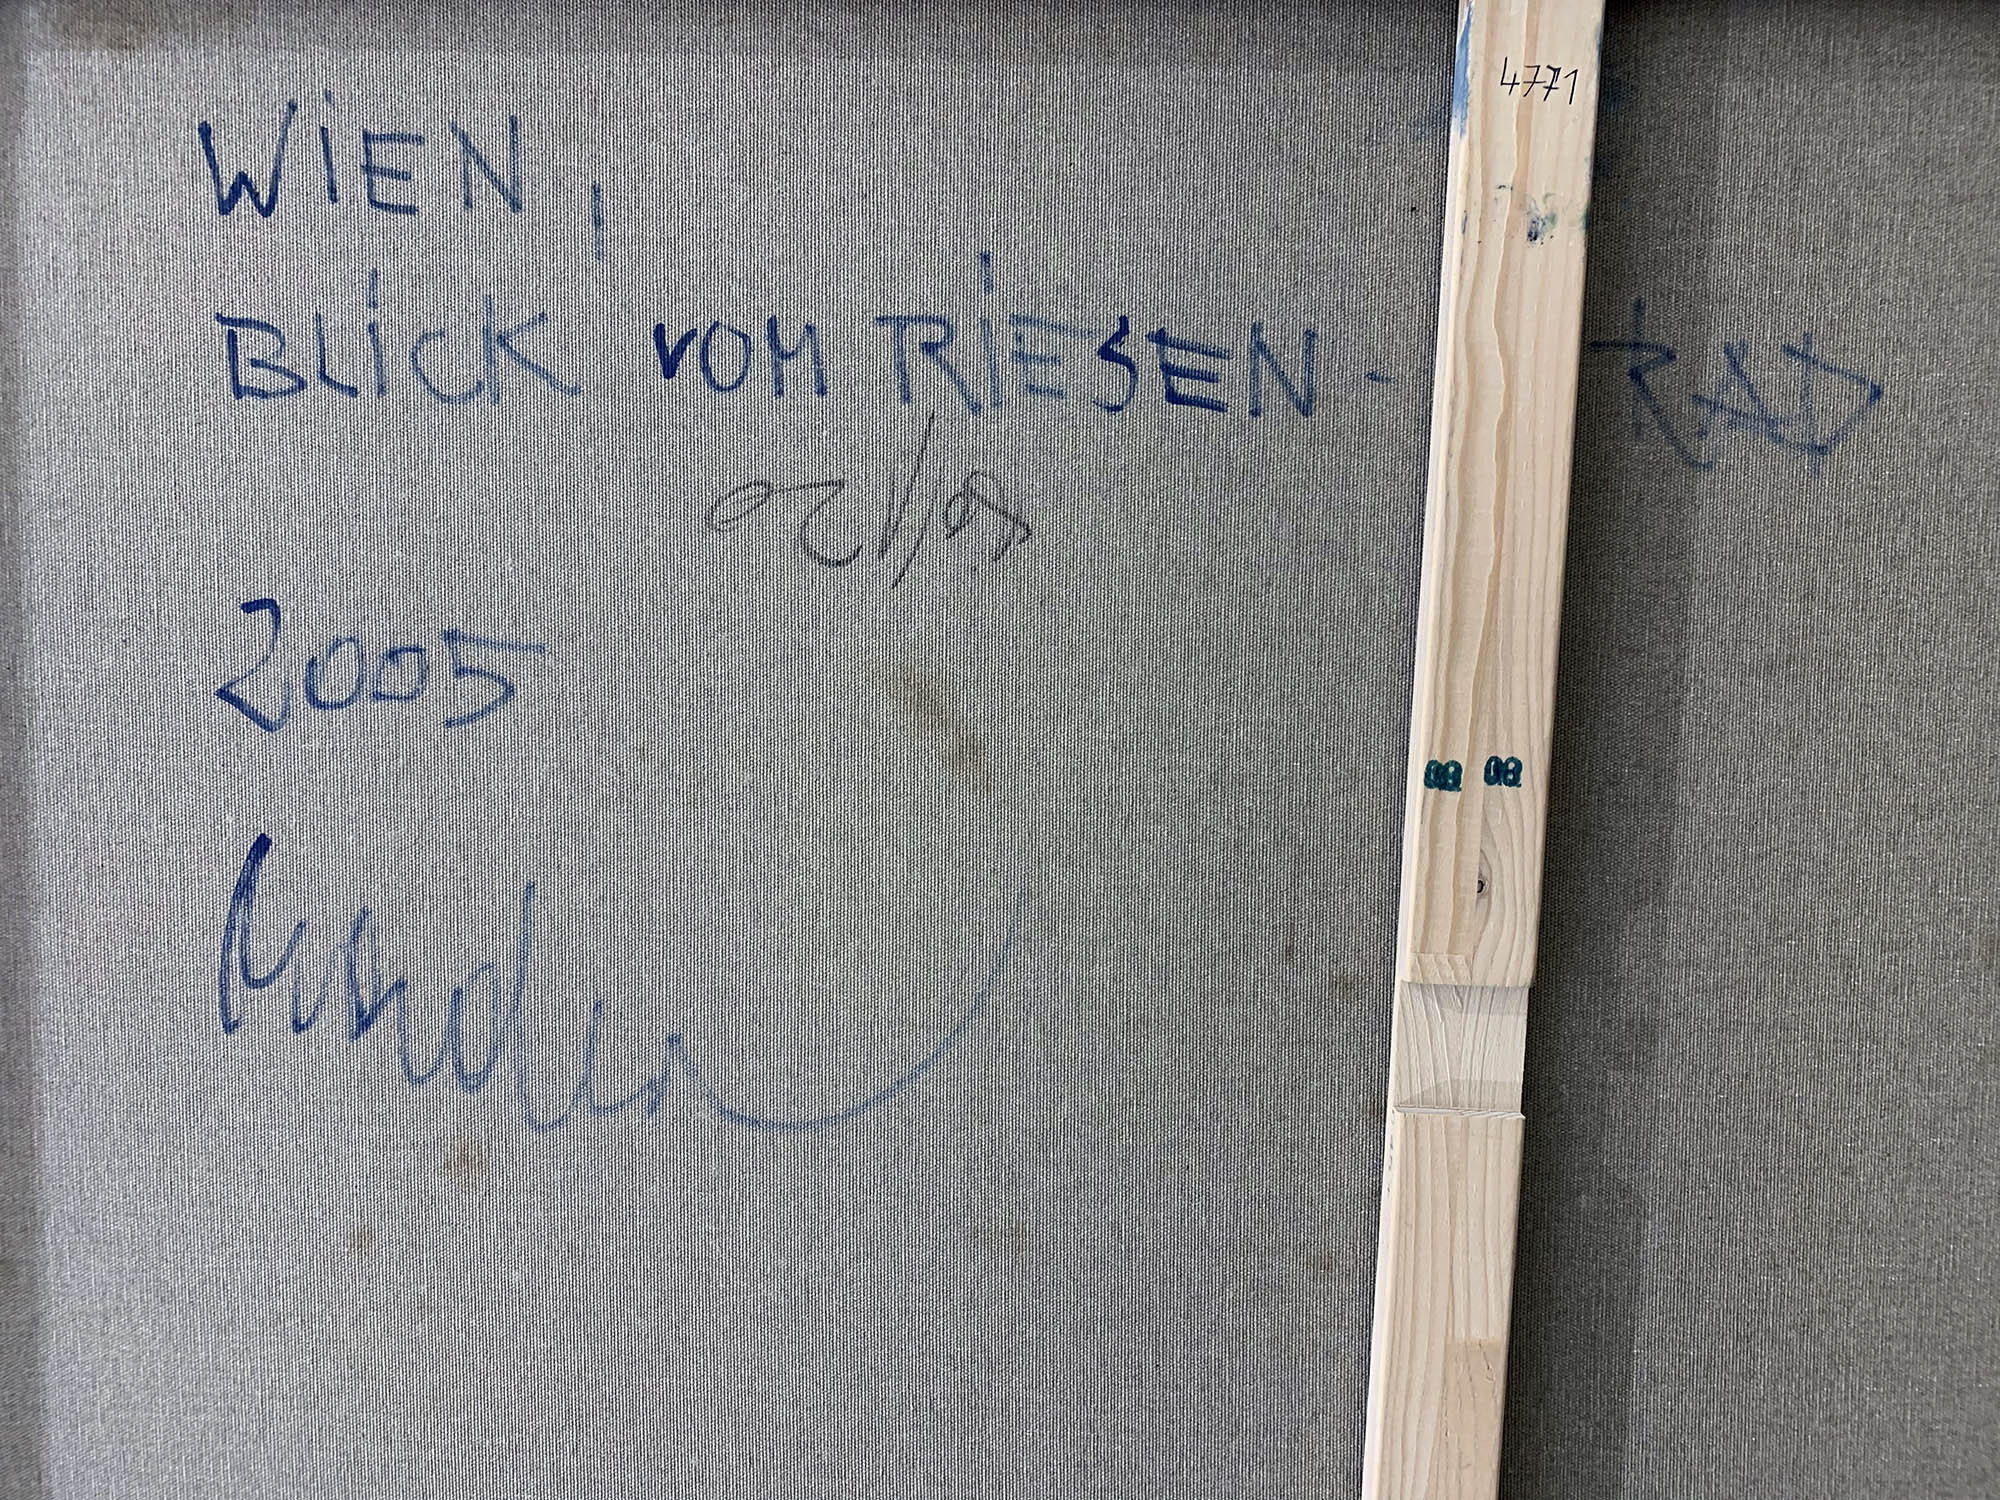 4771
WiEN,
BLiCK VOM RiESEN-RAD
2005
08 08